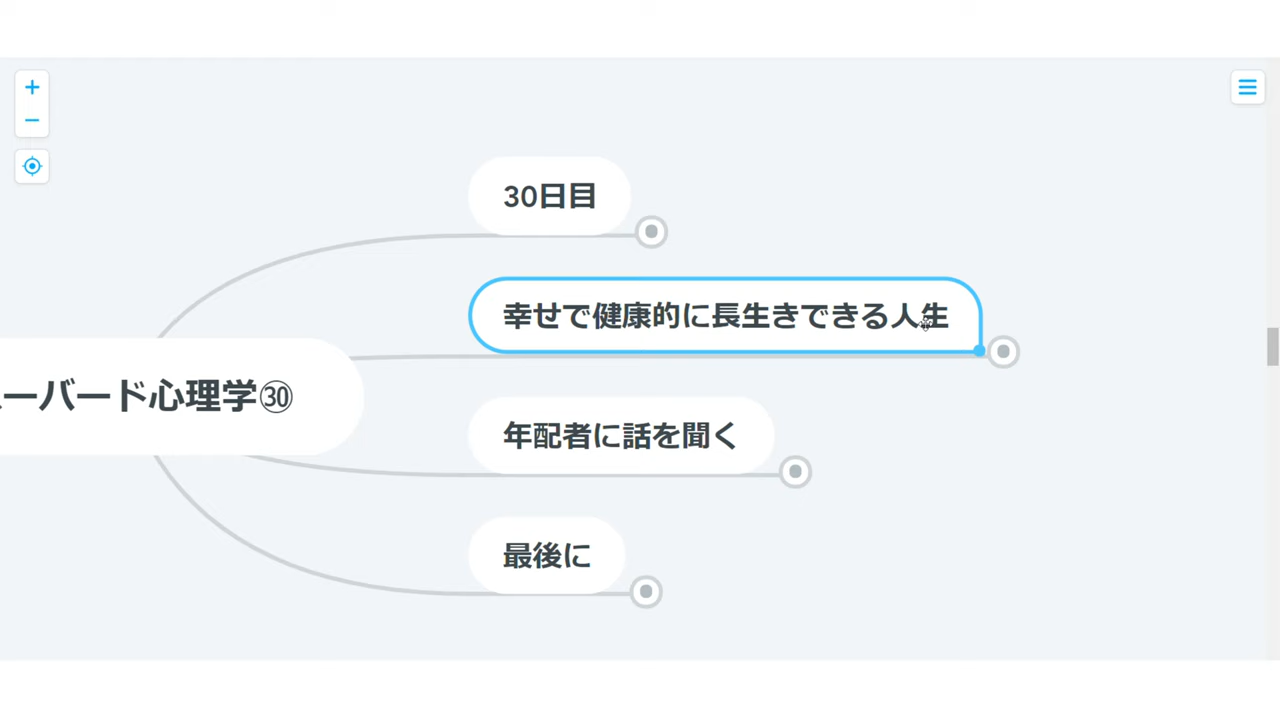 30日目
幸せで健康的に長生きできる人生
ーバード心理学㉚
年配者に話を聞く
最後に